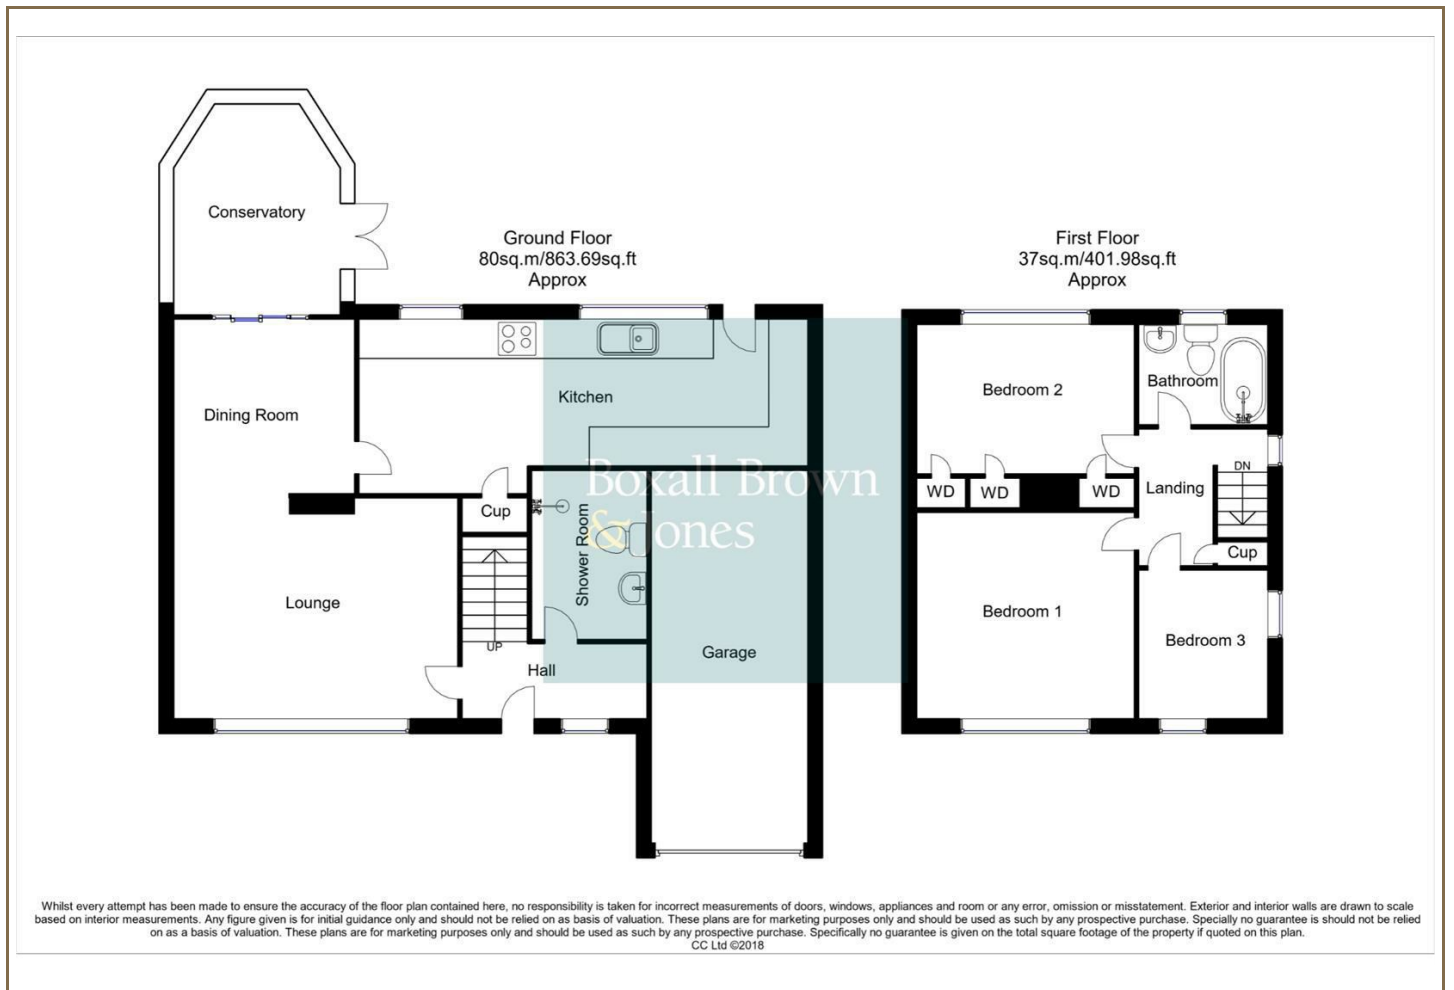 Conservatory
Ground Floor
80sq.m/863.69sq.ft
Approx
First Floor
37sq.m/401.98sq.ft
Approx
Dining Room
Kitchen
Bedroom 2
Bathroom
DN
WD
WD
WD
Landing
Cup
Shower Room
Boxall Brown
& Jones
Cup
Lounge
Bedroom 1
Bedroom 3
UP
Hall
Garage
Whilst every attempt has been made to ensure the accuracy of the floor plan contained here, no responsibility is taken for incorrect measurements of doors, windows, appliances and room or any error, omission or misstatement. Exterior and interior walls are drawn to scale
based on interior measurements. Any figure given is for initial guidance only and should not be relied on as basis of valuation. These plans are for marketing purposes only and should be used as such by any prospective purchase. Specially no guarantee is should not be relied
on as a basis of valuation. These plans are for marketing purposes only and should be used as such by any prospective purchase. Specifically no guarantee is given on the total square footage of the property if quoted on this plan.
CC Ltd ©2018